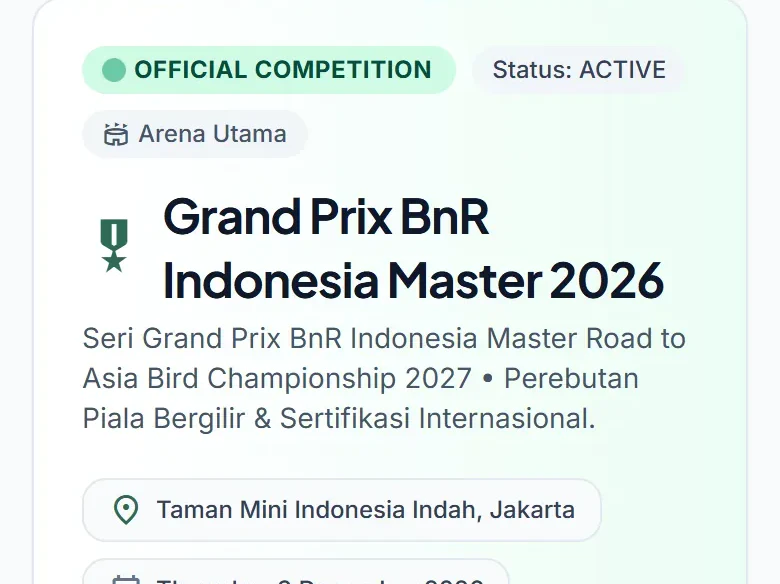 OFFICIAL COMPETITION
Status: ACTIVE
Arena Utama
Grand Prix BnR
Indonesia Master 2026
Seri Grand Prix BnR Indonesia Master Road to
Asia Bird Championship 2027 • Perebutan
Piala Bergilir & Sertifikasi Internasional.
Taman Mini Indonesia Indah, Jakarta